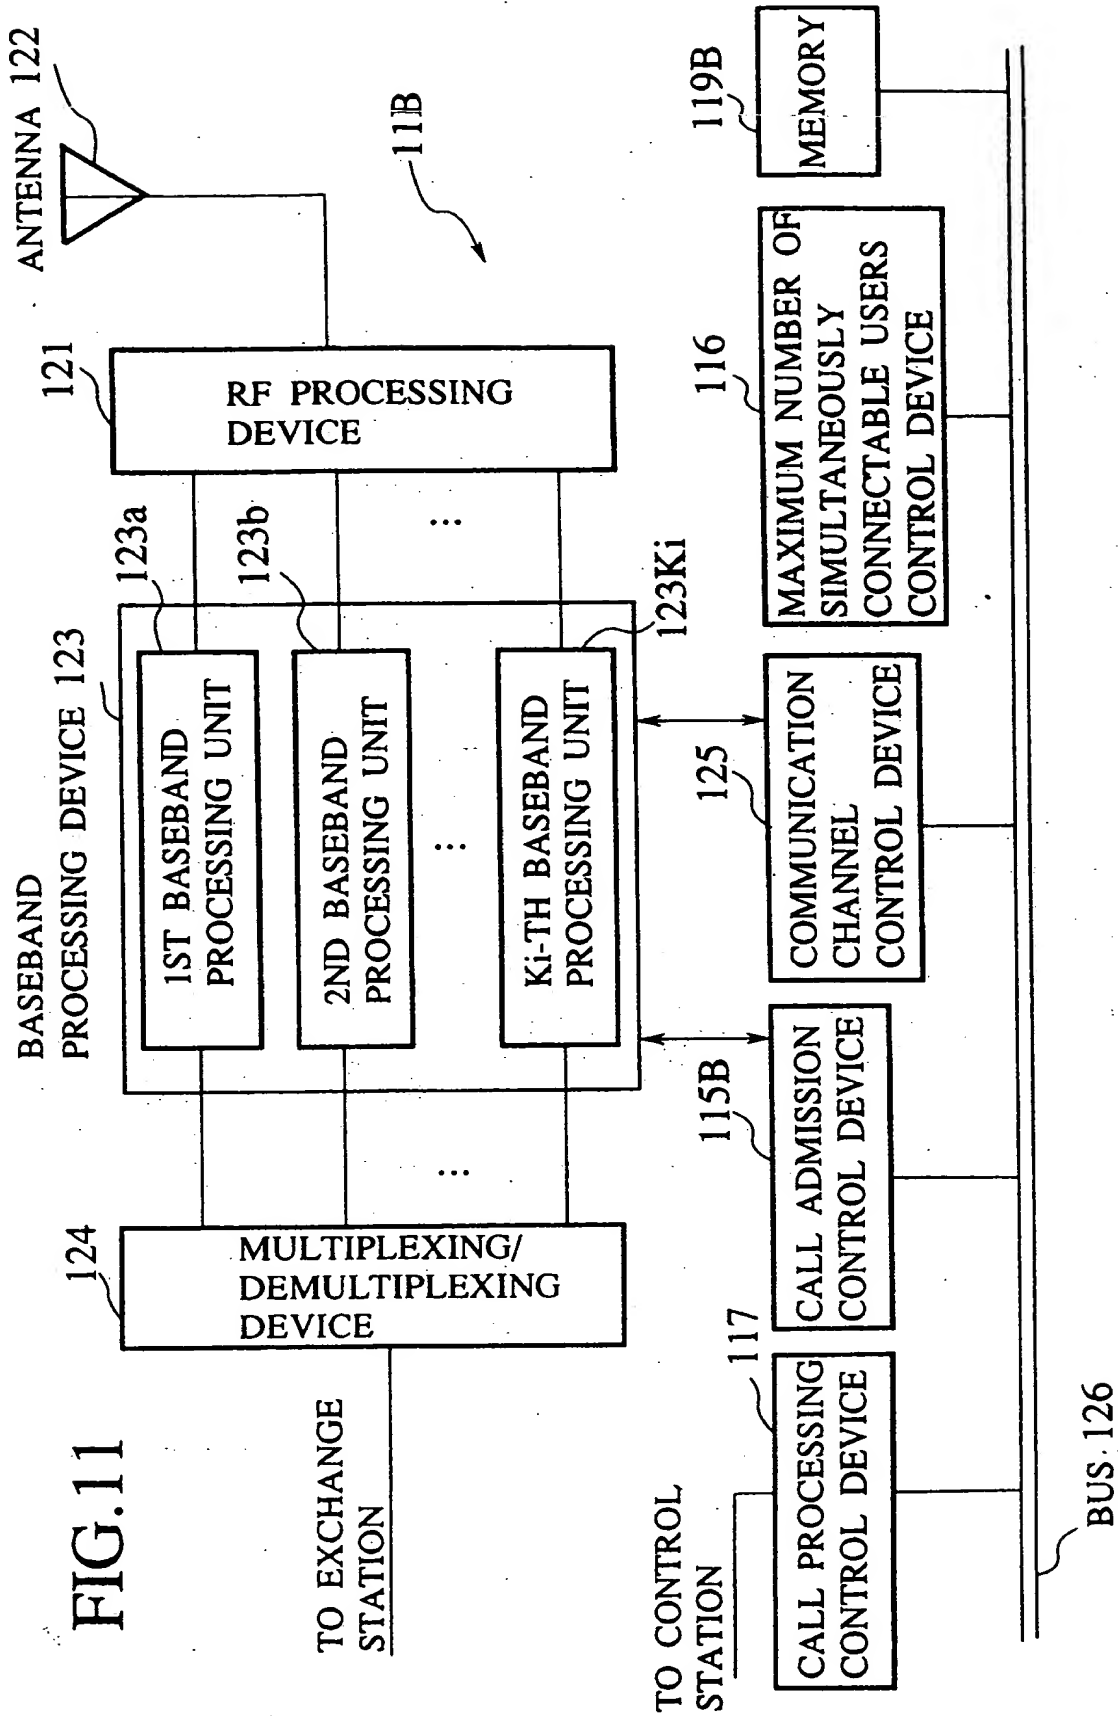 FIG.11
BASEBAND
PROCESSING DEVICE 123
ANTENNA 122
124
MULTIPLEXING/
DEMULTIPLEXING
DEVICE
TO EXCHANGE
STATION
1ST BASEBAND
PROCESSING UNIT
123a
2ND BASEBAND
PROCESSING UNIT
123b
...
...
...
Ki-TH BASEBAND
PROCESSING UNIT
123Ki
121
RF PROCESSING
DEVICE
11B
TO CONTROL
STATION
117
CALL PROCESSING
CONTROL DEVICE
115B
CALL ADMISSION
CONTROL DEVICE
125
COMMUNICATION
CHANNEL
CONTROL DEVICE
116
MAXIMUM NUMBER OF
SIMULTANEOUSLY
CONNECTABLE USERS
CONTROL DEVICE
119B
MEMORY
BUS 126